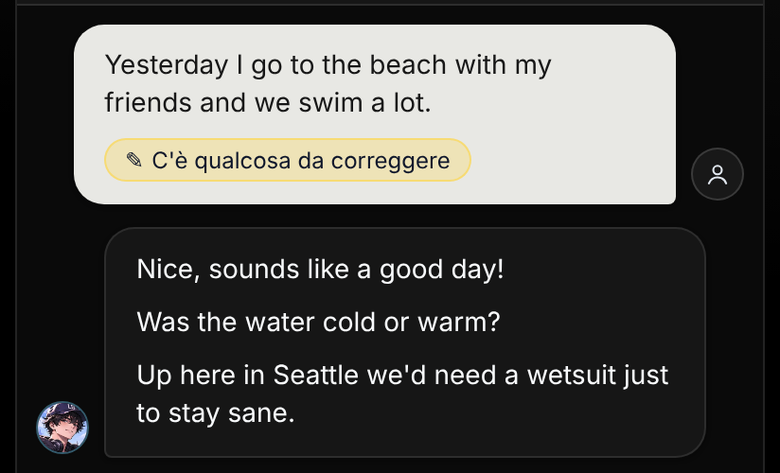 Yesterday I go to the beach with my
friends and we swim a lot.
✎ C'è qualcosa da correggere
Nice, sounds like a good day!
Was the water cold or warm?
Up here in Seattle we'd need a wetsuit just
to stay sane.